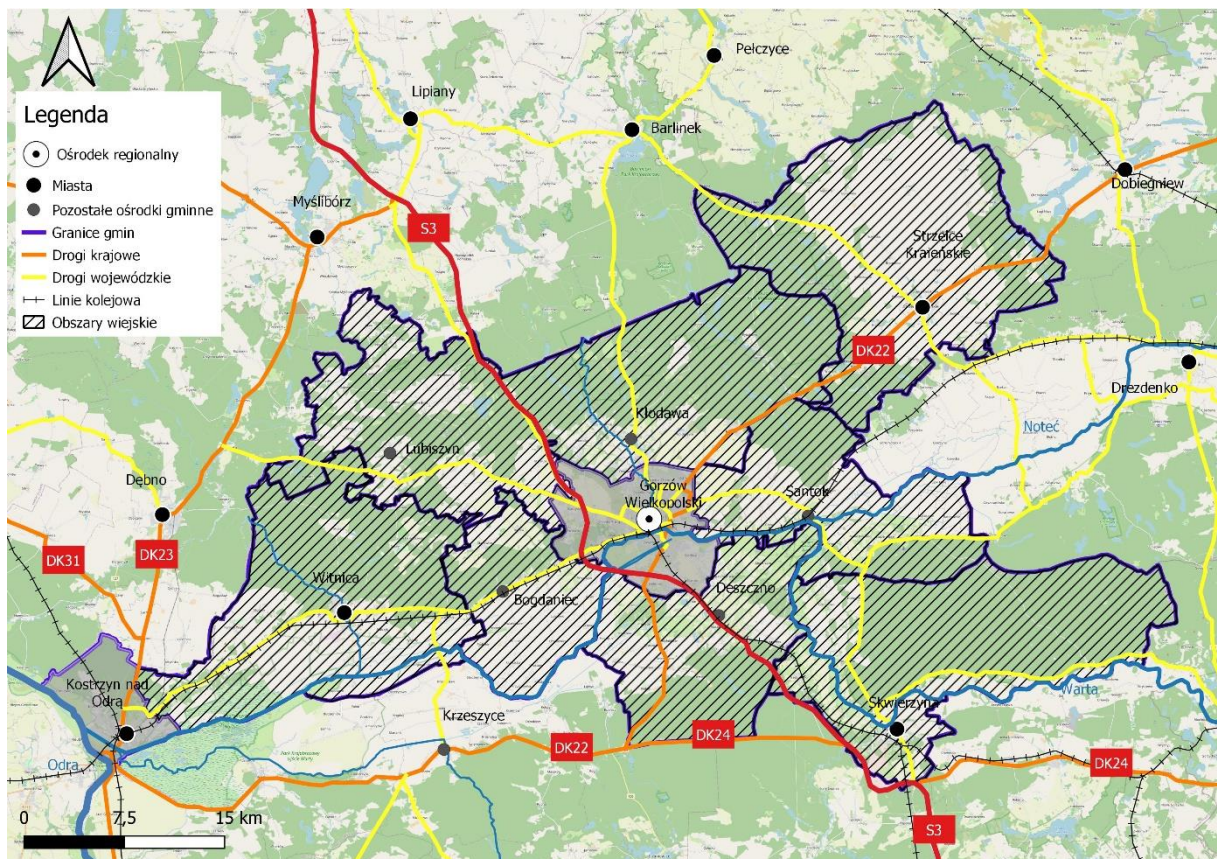 Legenda
Ośrodek regionalny
Miasta
Pozostałe ośrodki gminne
Granice gmin
Drogi krajowe
Drogi wojewódzkie
Linie kolejowa
Obszary wiejskie
Pełczyce
Lipiany
Barlinek
Dobiegniew
Myślibórz
S3
Strzelce
Krajeńskie
DK22
Drezdenko
Kłodawa
Noteć
Lubiszyn
Dębno
Gorzów
Wielkopolski
Santok
DK31
DK23
Witnica
Bogdaniec
Deszczno
Kostrzyn nad
Odrą
Krzeszyce
Skwierzyna
Warta
Odra
DK22
DK24
DK24
0 7,5 15 km
S3